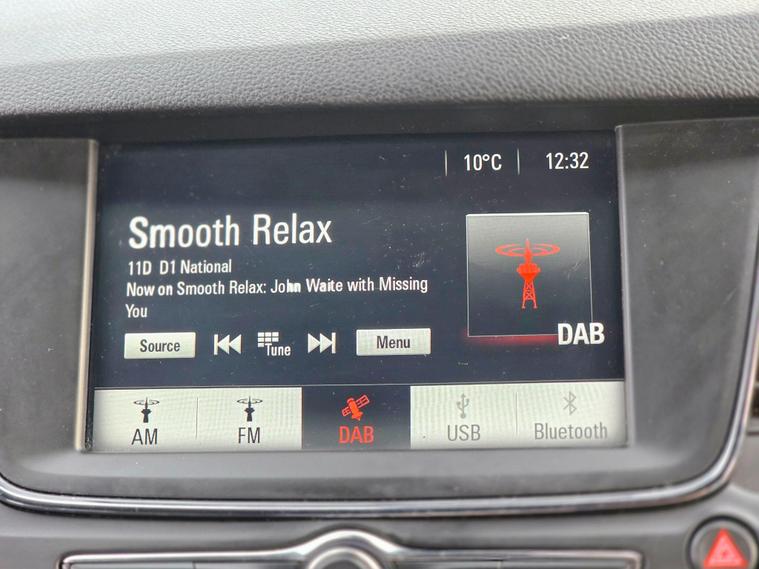 10°C 12:32
Smooth Relax
11D D1 National
Now on Smooth Relax: John Waite with Missing
You
Source Tune Menu
DAB
AM FM DAB USB Bluetooth